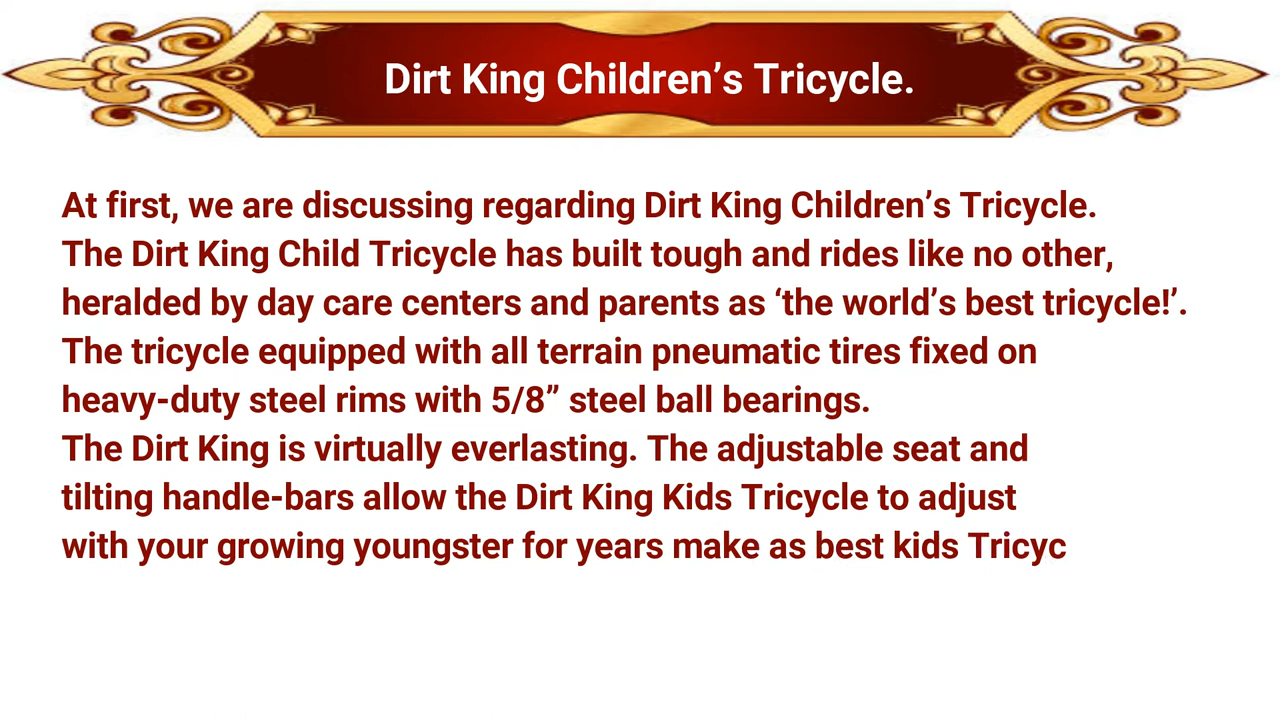 Dirt King Children’s Tricycle.
At first, we are discussing regarding Dirt King Children’s Tricycle.
The Dirt King Child Tricycle has built tough and rides like no other,
heralded by day care centers and parents as ‘the world’s best tricycle!’.
The tricycle equipped with all terrain pneumatic tires fixed on
heavy-duty steel rims with 5/8” steel ball bearings.
The Dirt King is virtually everlasting. The adjustable seat and
tilting handle-bars allow the Dirt King Kids Tricycle to adjust
with your growing youngster for years make as best kids Tricyc